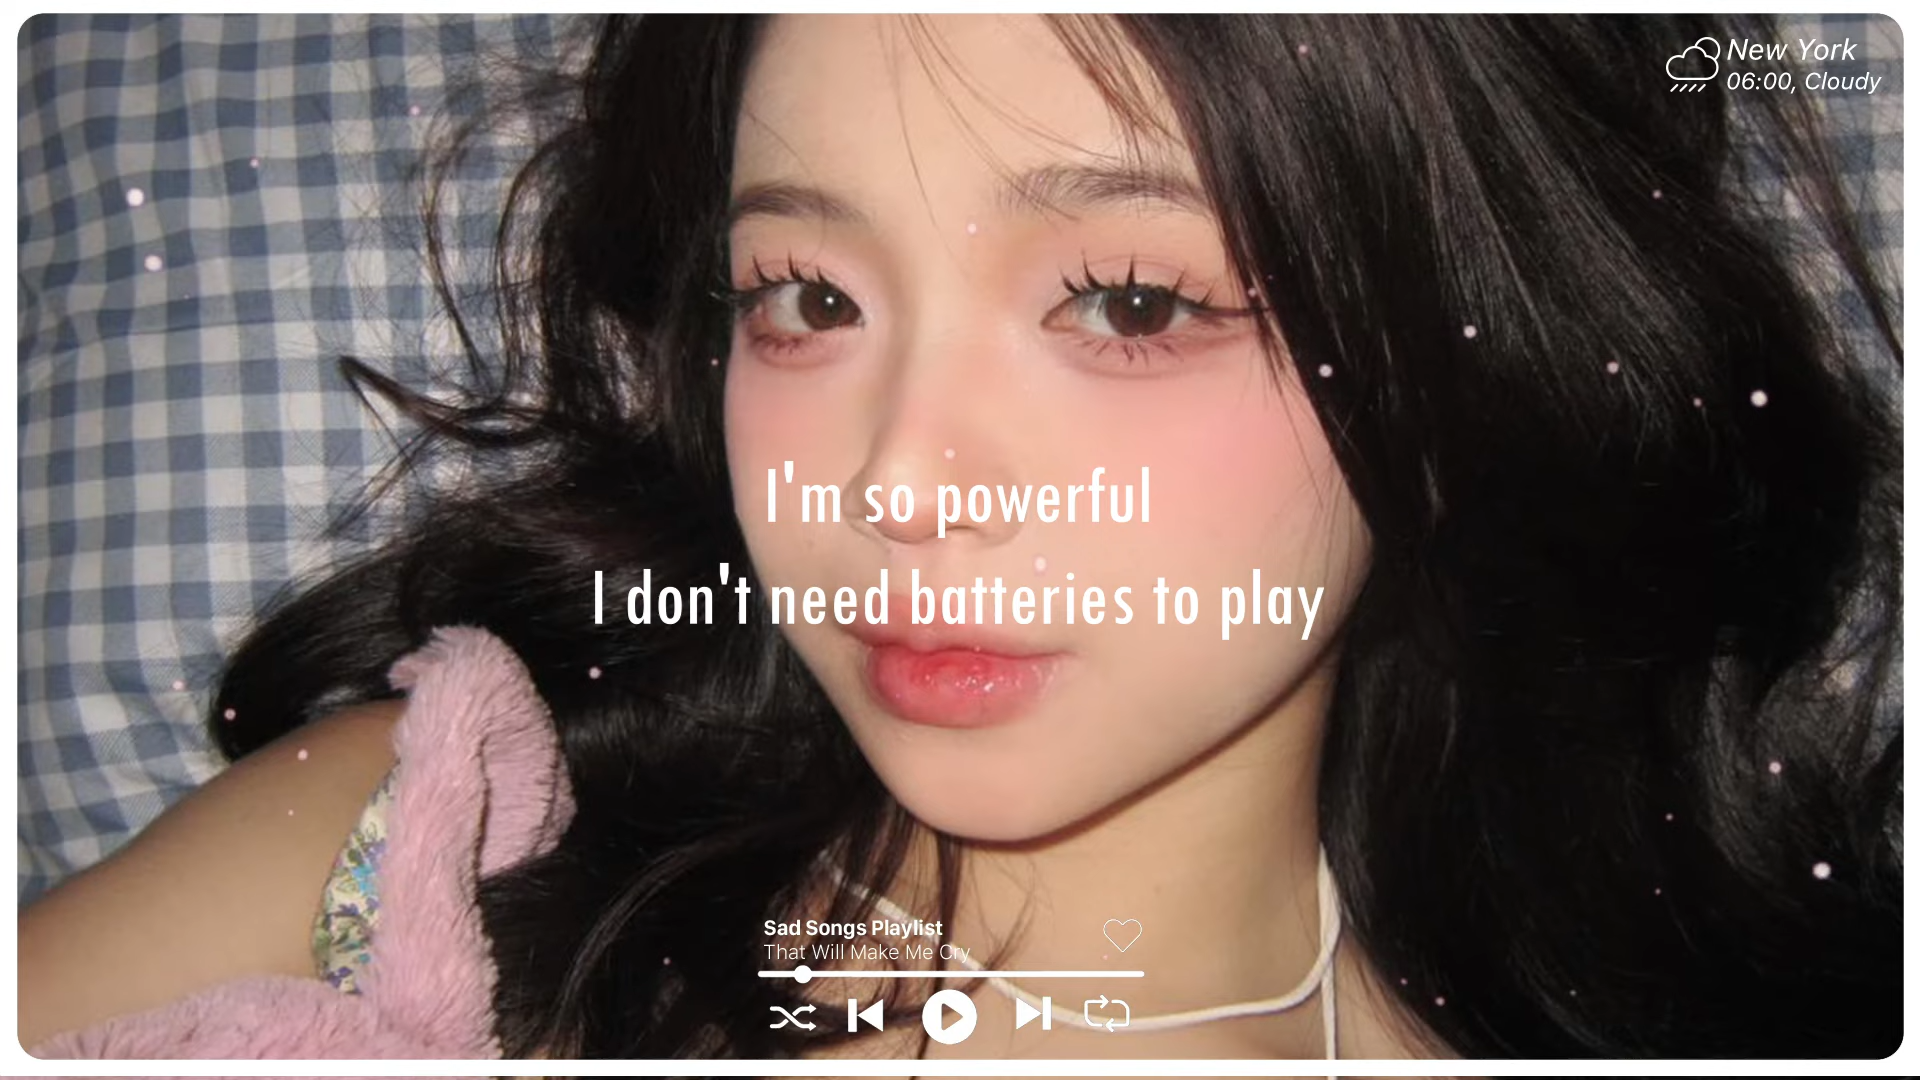 New York
06:00, Cloudy
I'm so powerful
I don't need batteries to play
Sad Songs Playlist
That Will Make Me Cry